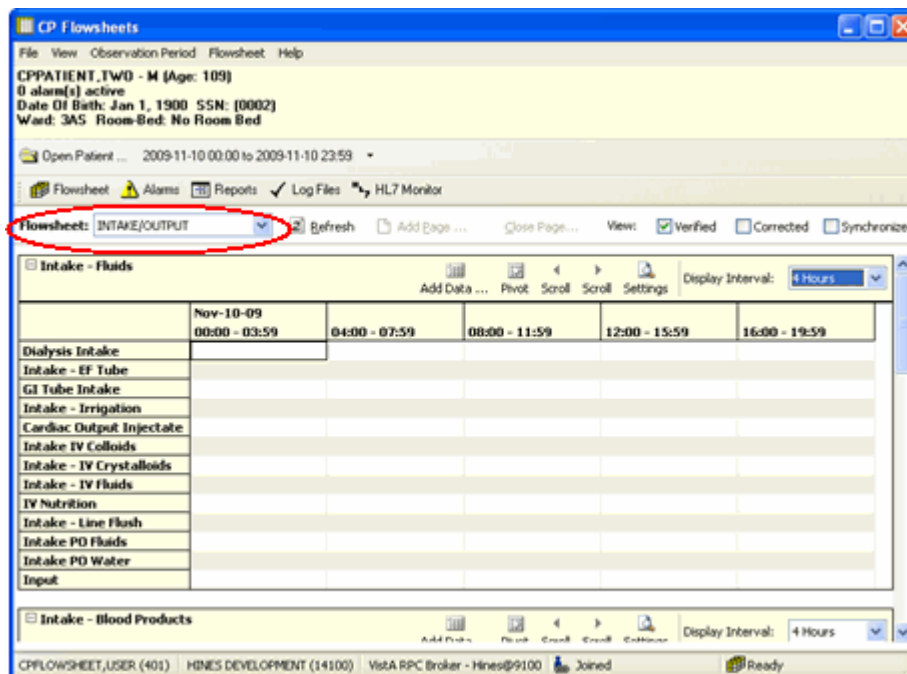 CP Flowsheets
File View Observation Period Flowsheet Help
CPPATIENT,TWO - M (Age: 109)
0 alarm(s) active
Date Of Birth: Jan 1, 1900 SSN: (0002)
Ward: 3AS Room-Bed: No Room Bed
Open Patient ... 2009-11-10 00:00 to 2009-11-10 23:59
Flowsheet Alarms Reports Log Files HL7 Monitor
Flowsheet: INTAKE/OUTPUT Refresh Add Page ... Close Page... View: Verified Corrected Synchronize
Intake - Fluids
Add Data ... Pivot Scroll Scroll Settings Display Interval: 4 Hours
Nov-10-09
00:00 - 03:59 04:00 - 07:59 08:00 - 11:59 12:00 - 15:59 16:00 - 19:59
Dialysis Intake
Intake - EF Tube
GI Tube Intake
Intake - Irrigation
Cardiac Output Injectate
Intake IV Colloids
Intake - IV Crystalloids
Intake - IV Fluids
IV Nutrition
Intake - Line Flush
Intake PO Fluids
Intake PO Water
Input
Intake - Blood Products
Add Data Pivot Scroll Scroll Settings Display Interval: 4 Hours
CPFLOWSHEET,USER (401) HINES DEVELOPMENT (14100) VistA RPC Broker - Hines@9100 Joined Ready